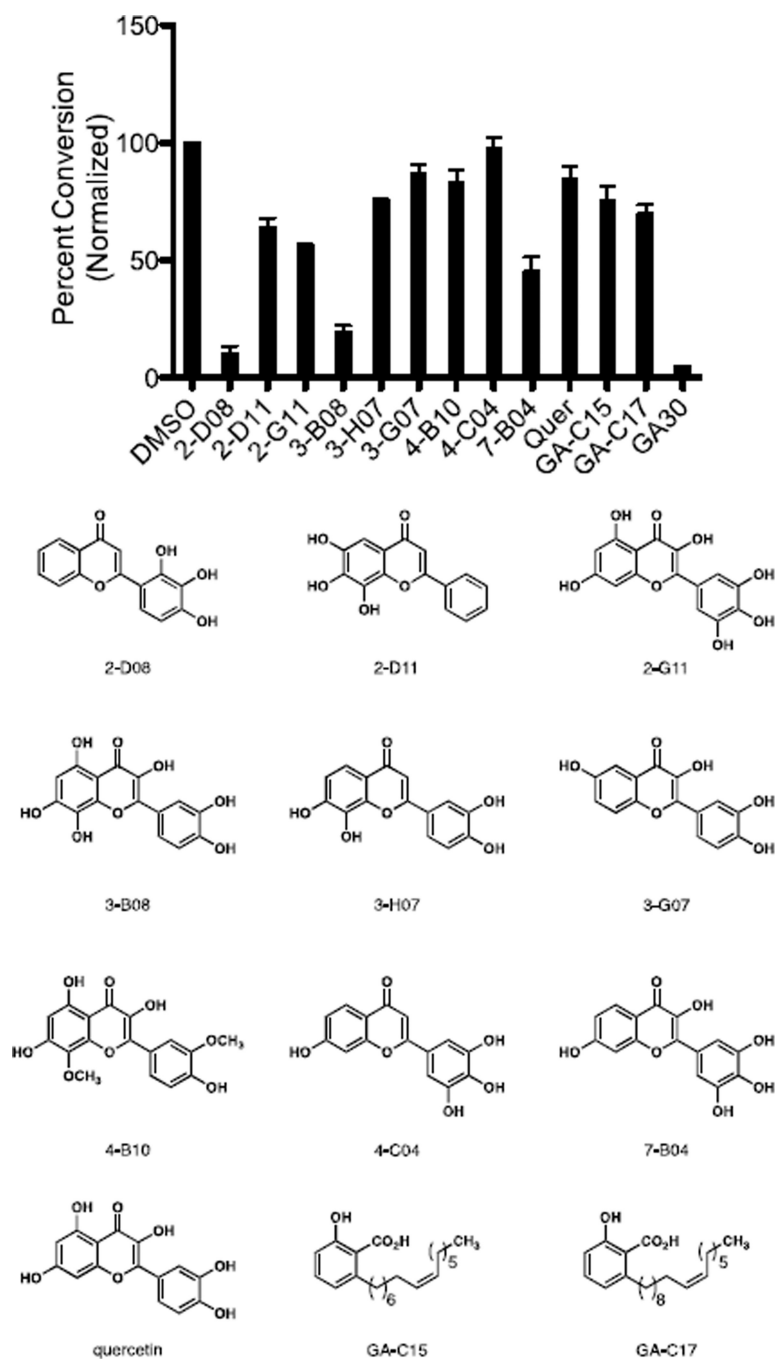 Percent Conversion
(Normalized)
150
100
50
0
DMSO
2-D08
2-D11
2-G11
3-B08
3-H07
3-G07
4-B10
4-C04
7-B04
Quer
GA-C15
GA-C17
GA30
O
OH
OH
O
OH
2-D08
O
HO
HO
O
OH
2-D11
OH
O
OH
OH
HO
O
OH
OH
2-G11
OH
O
OH
OH
HO
O
OH
OH
3-B08
O
OH
HO
O
OH
OH
3-H07
O
HO
OH
OH
O
OH
3-G07
OH
O
OH
OCH3
HO
O
OCH3
OH
4-B10
O
OH
HO
O
OH
OH
4-C04
O
OH
OH
HO
O
OH
OH
7-B04
OH
O
OH
OH
HO
O
OH
quercetin
OH
CO2H
( )5 CH3
( )6
GA-C15
OH
CO2H
( )5 CH3
( )8
GA-C17